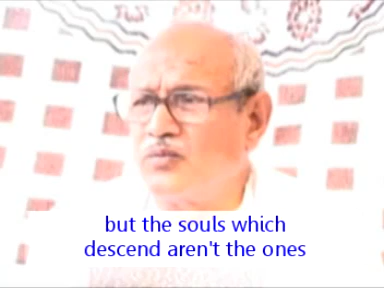 but the souls which
descend aren't the ones